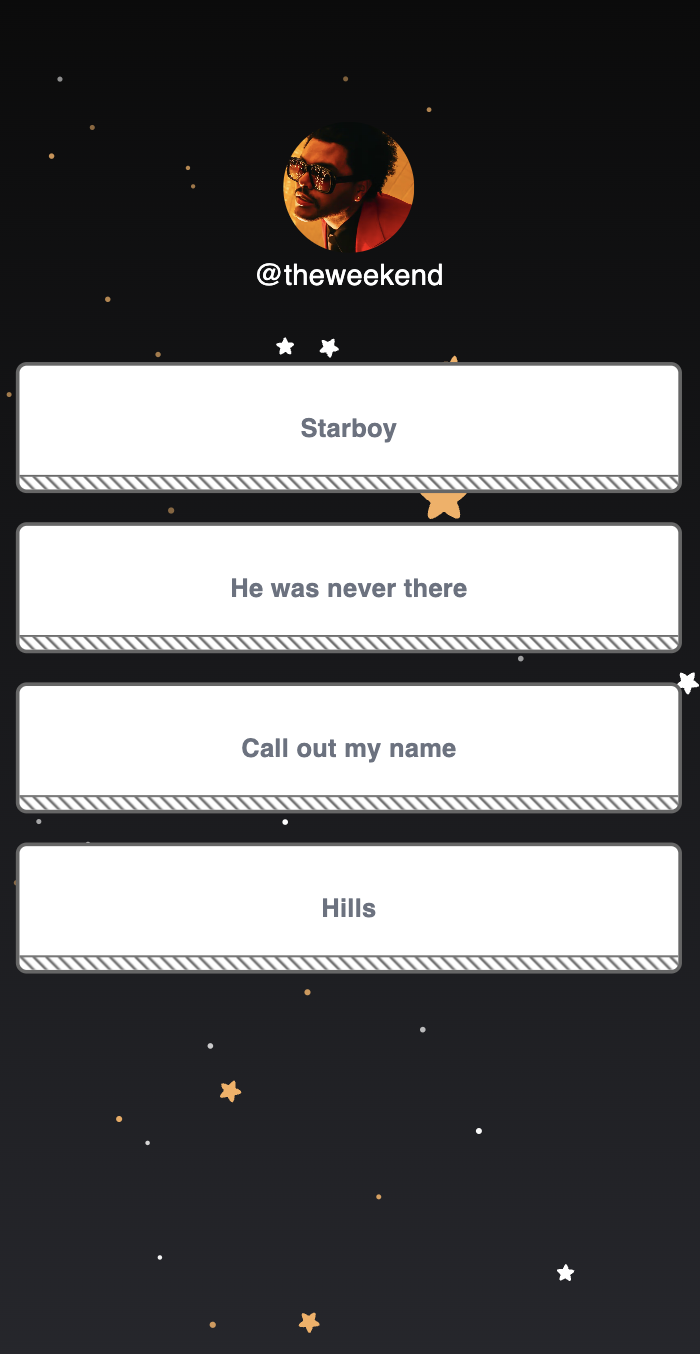 @theweekend
Starboy
He was never there
Call out my name
Hills